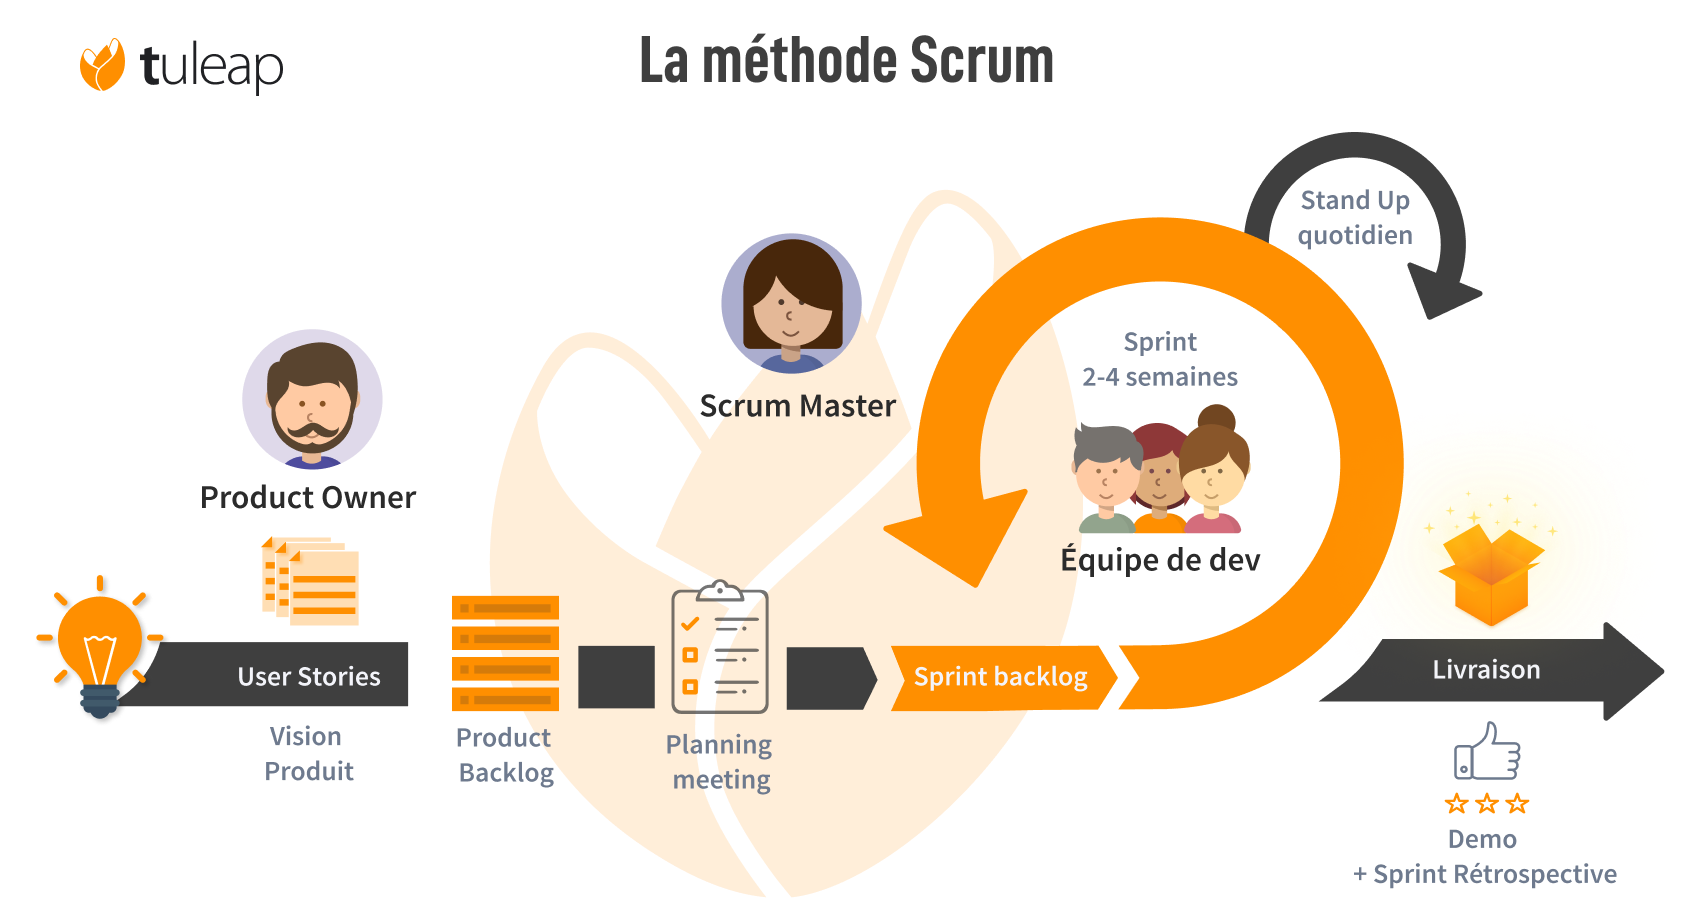 tuleap
La méthode Scrum
Stand Up
quotidien
Sprint
2-4 semaines
Scrum Master
Product Owner
Équipe de dev
User Stories
Sprint backlog
Livraison
Vision
Produit
Product
Backlog
Planning
meeting
Demo
+ Sprint Rétrospective